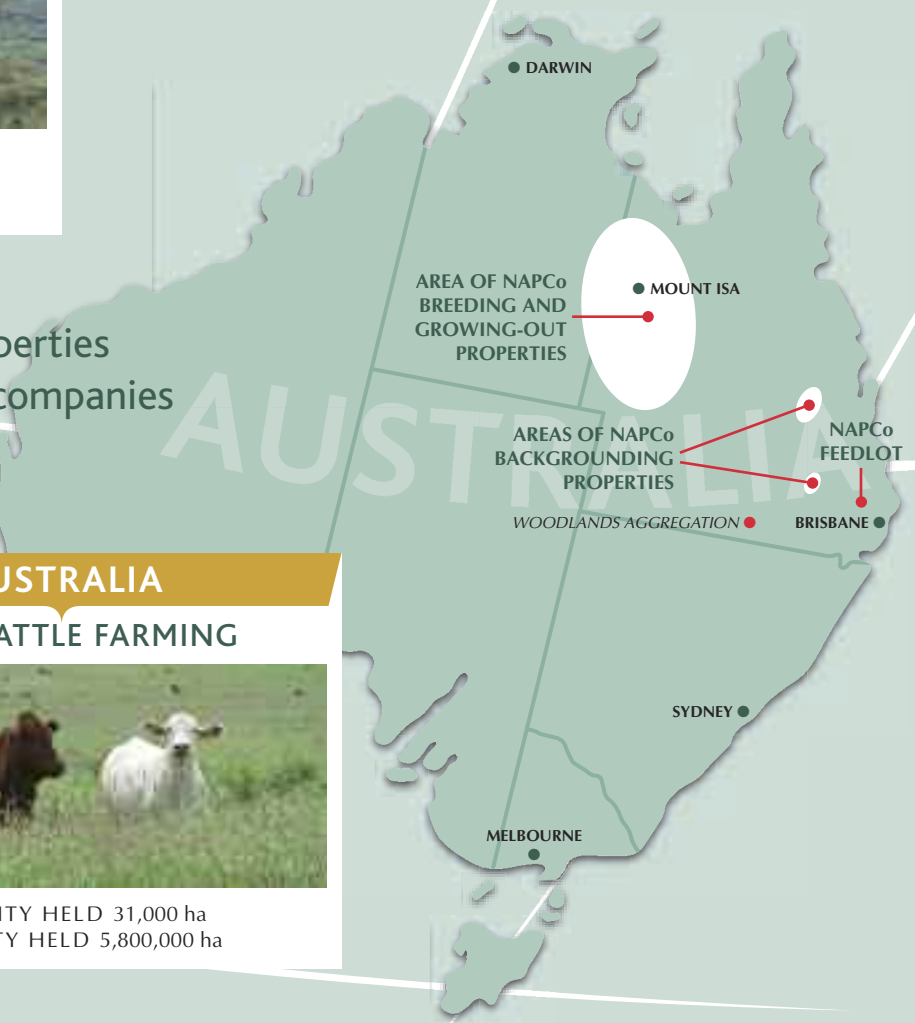 DARWIN
AREA OF NAPCo
BREEDING AND
GROWING-OUT
PROPERTIES
MOUNT ISA
perties
companies
AUSTRALIA
AREAS OF NAPCo
BACKGROUNDING
PROPERTIES
NAPCo
FEEDLOT
WOODLANDS AGGREGATION
BRISBANE
USTRALIA
ATTLE FARMING
SYDNEY
MELBOURNE
ITY HELD 31,000 ha
TY HELD 5,800,000 ha